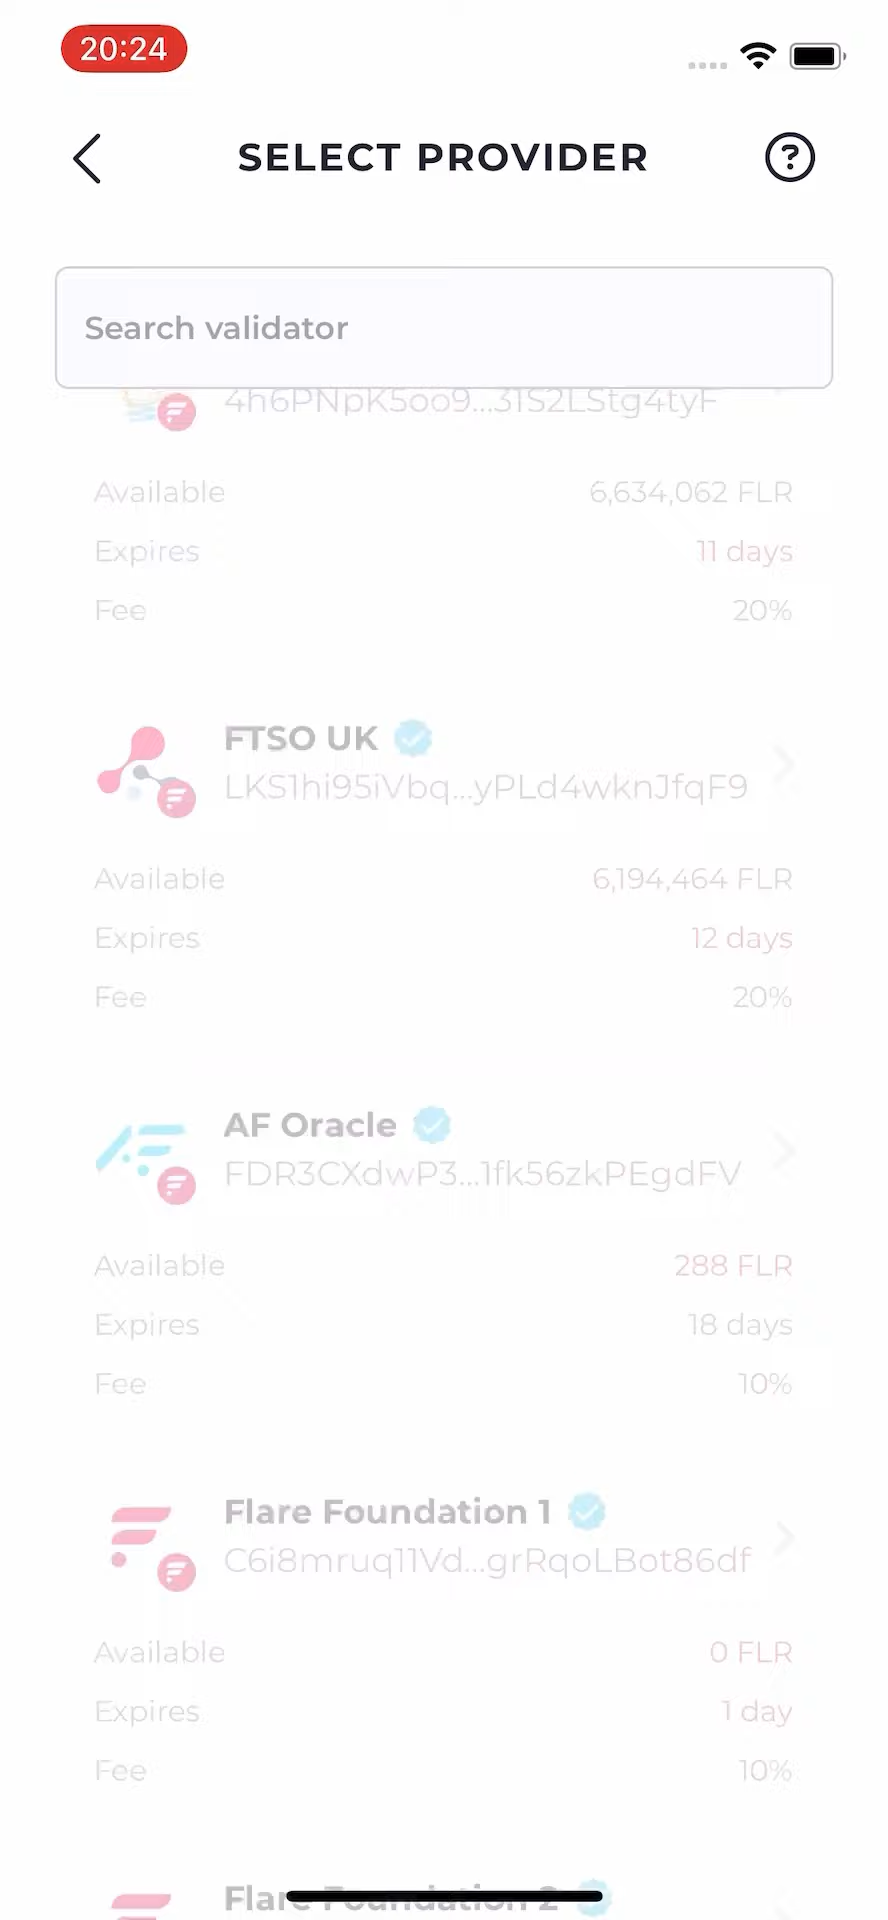 20:24
SELECT PROVIDER
Search validator
4h6PNpK5oo9...31S2LStg4tyF
Available 6,634,062 FLR
Expires 11 days
Fee 20%
FTSO UK
LKS1hi95iVbq...yPLd4wknJfqF9
Available 6,194,464 FLR
Expires 12 days
Fee 20%
AF Oracle
FDR3CXdwP3...1fk56zkPEgdFV
Available 288 FLR
Expires 18 days
Fee 10%
Flare Foundation 1
C6i8mruq11Vd...grRqoLBot86df
Available 0 FLR
Expires 1 day
Fee 10%
Flare Foundation 2